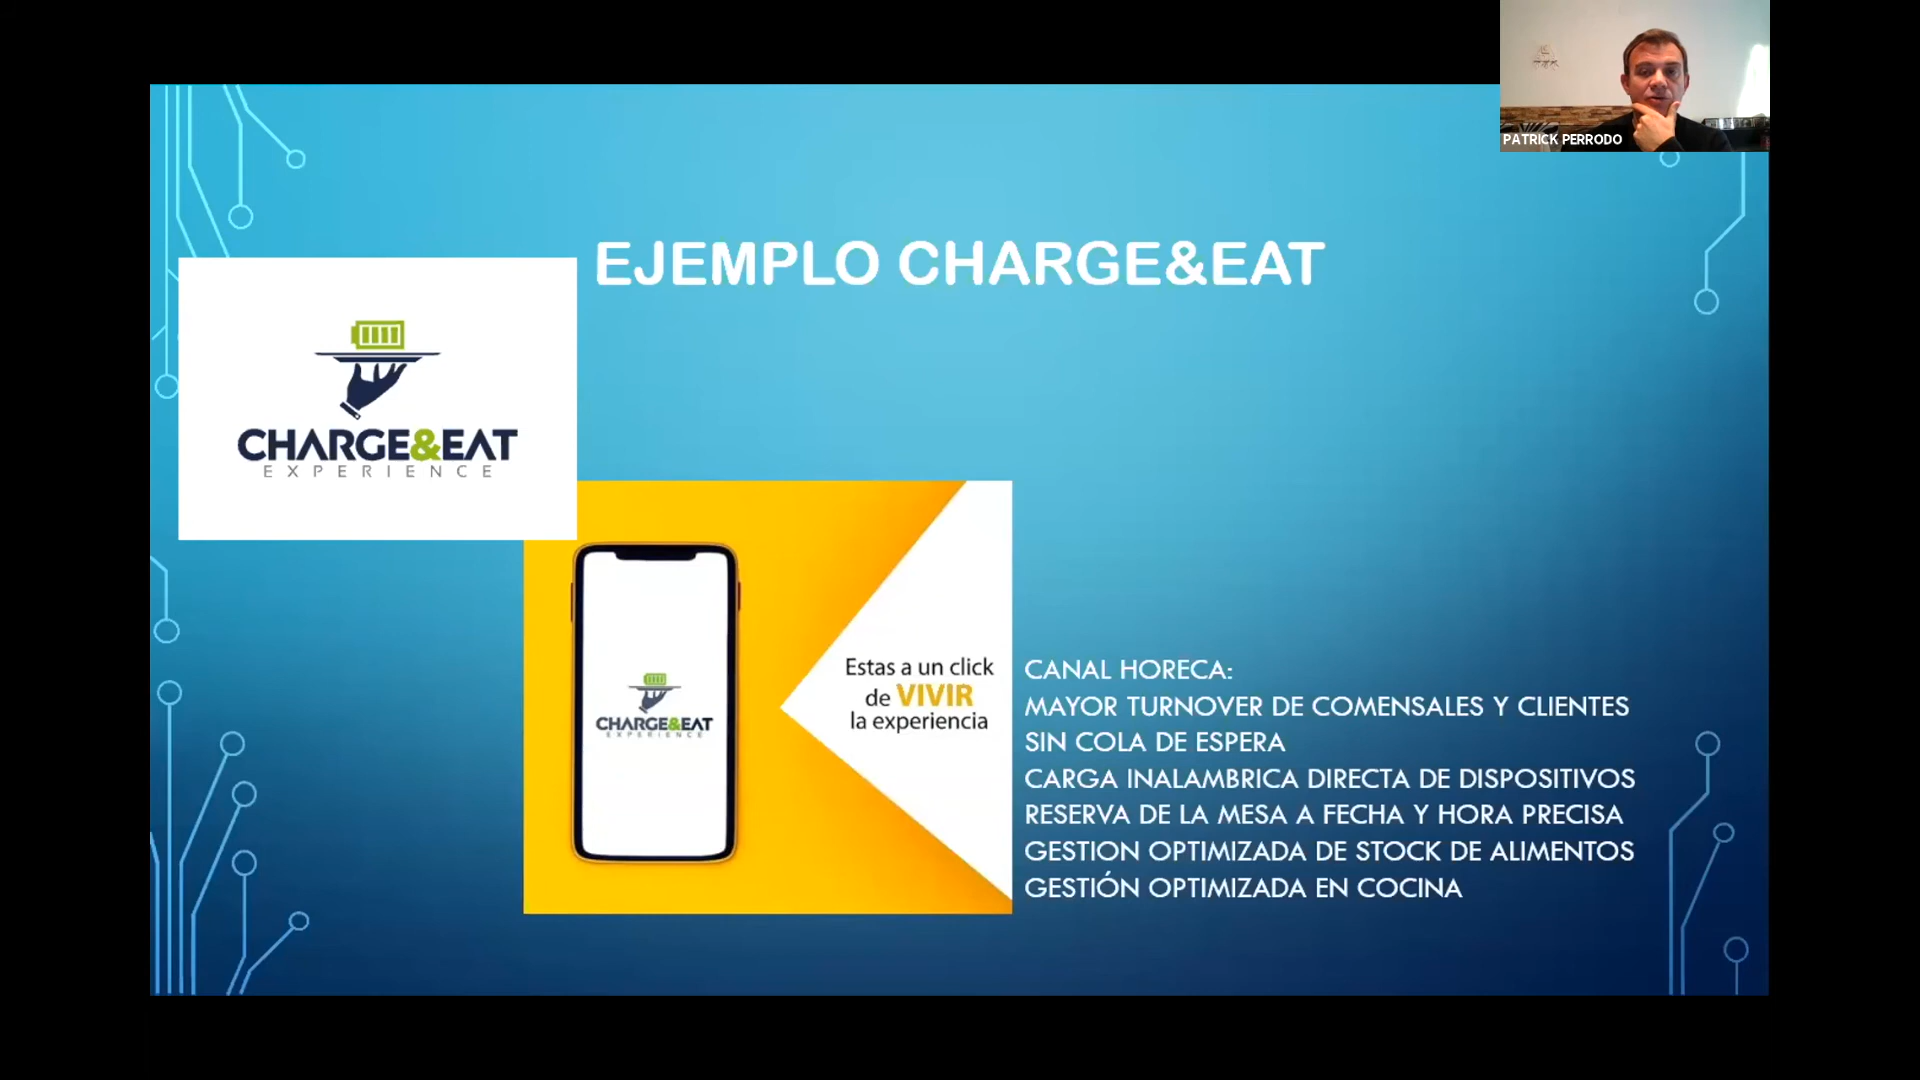 PATRICK PERRODO
EJEMPLO CHARGE&EAT
CHARGE&EAT
EXPERIENCE
CHARGE&EAT
EXPERIENCE
Estas a un click
de VIVIR
la experiencia
CANAL HORECA:
MAYOR TURNOVER DE COMENSALES Y CLIENTES
SIN COLA DE ESPERA
CARGA INALAMBRICA DIRECTA DE DISPOSITIVOS
RESERVA DE LA MESA A FECHA Y HORA PRECISA
GESTION OPTIMIZADA DE STOCK DE ALIMENTOS
GESTIÓN OPTIMIZADA EN COCINA